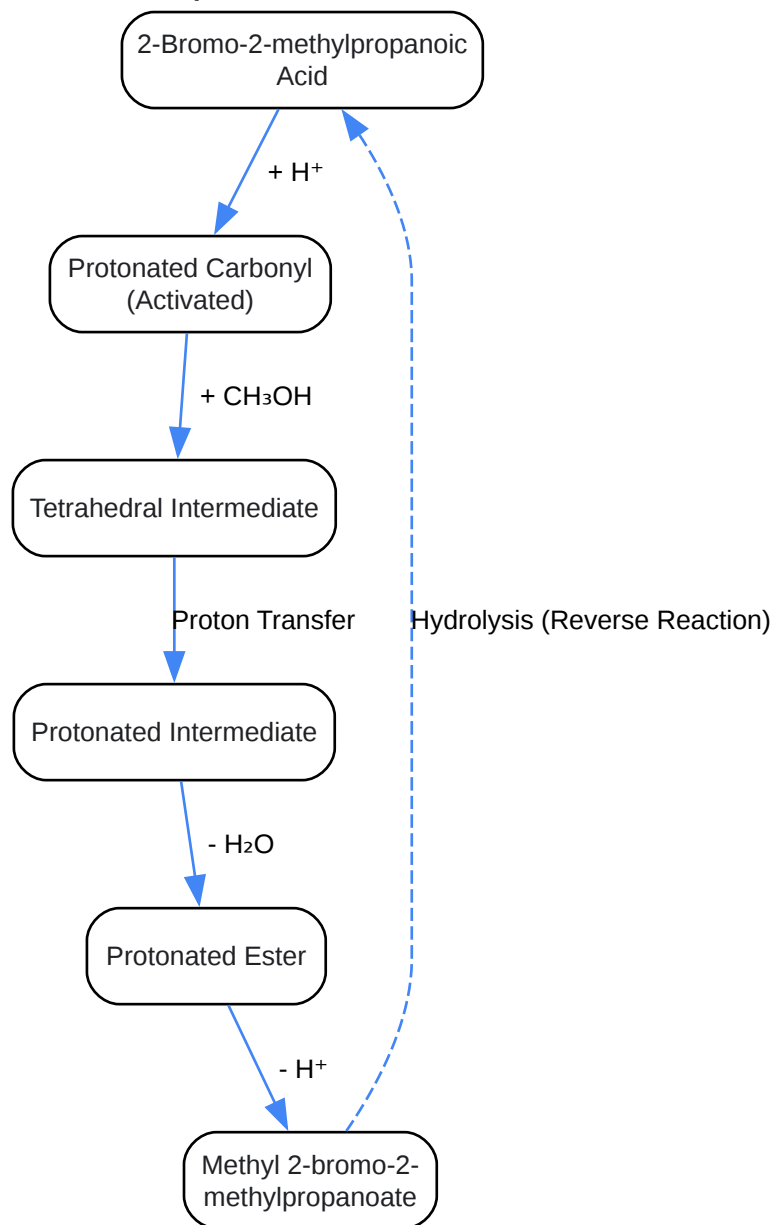 2-Bromo-2-methylpropanoic
Acid
+ H⁺
Protonated Carbonyl
(Activated)
+ CH₃OH
Tetrahedral Intermediate
Proton Transfer
Hydrolysis (Reverse Reaction)
Protonated Intermediate
- H₂O
Protonated Ester
- H⁺
Methyl 2-bromo-2-
methylpropanoate